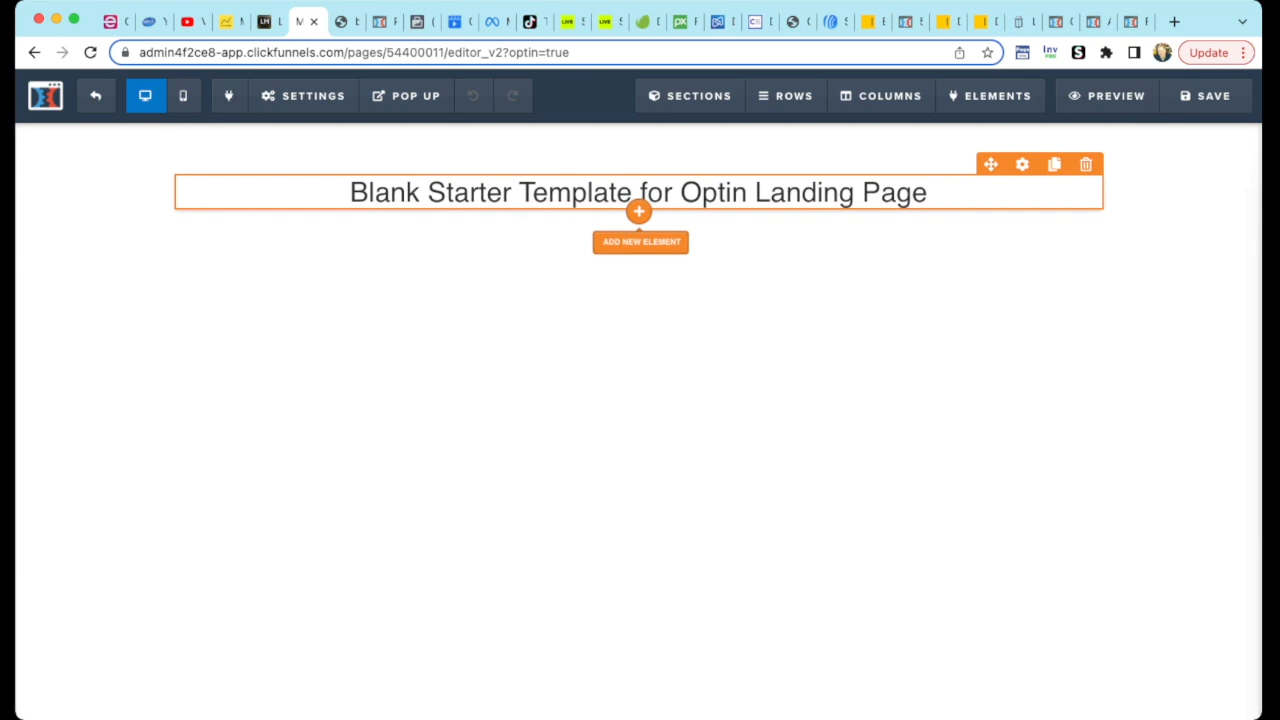 admin4f2ce8-app.clickfunnels.com/pages/54400011/editor_v2?optin=true
Update
SETTINGS
POP UP
SECTIONS
ROWS
COLUMNS
ELEMENTS
PREVIEW
SAVE
Blank Starter Template for Optin Landing Page
ADD NEW ELEMENT